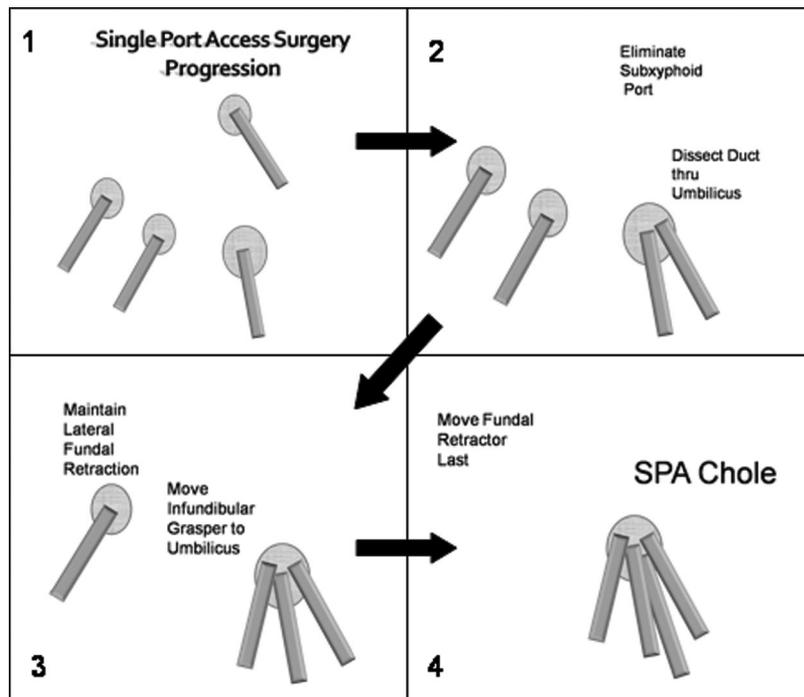 1
Single Port Access Surgery
Progression
2
Eliminate
Subxyphoid
Port
Dissect Duct
thru
Umbilicus
Maintain
Lateral
Fundal
Retraction
Move
Infundibular
Grasper to
Umbilicus
3
Move Fundal
Retractor
Last
SPA Chole
4